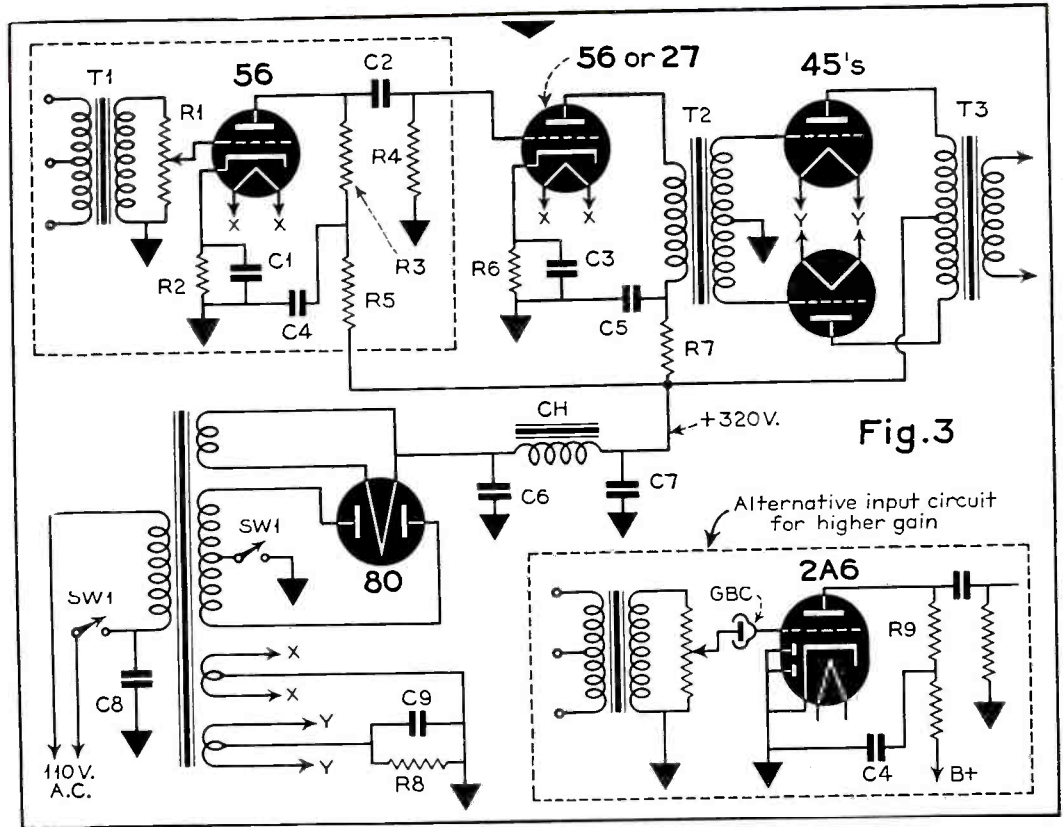 56
56 or 27
45's
T1
R1
C2
R4
T2
T3
X
X
X
X
Y
Y
R2
C1
C4
R3
R5
R6
C3
C5
R7
CH
+320V.
Fig.3
C6
C7
80
SW1
SW1
C8
110V.
A.C.
X
X
Y
Y
C9
R8
Alternative input circuit
for higher gain
2A6
GBC
R9
C4
B+